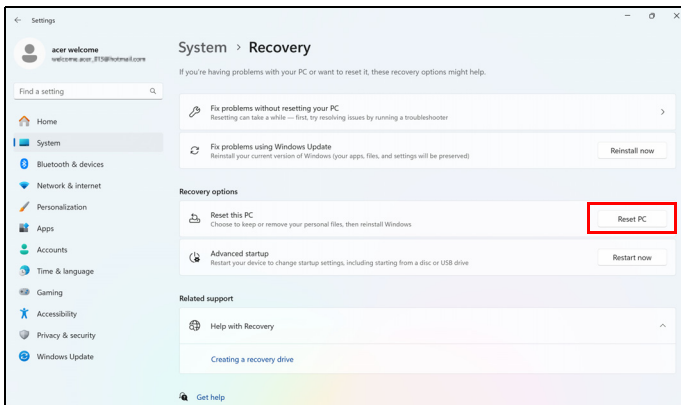 Settings
acer welcome
welcome.acer_815@hotmail.com
Find a setting
Home
System
Bluetooth & devices
Network & internet
Personalization
Apps
Accounts
Time & language
Gaming
Accessibility
Privacy & security
Windows Update
System > Recovery
If you're having problems with your PC or want to reset it, these recovery options might help.
Fix problems without resetting your PC
Resetting can take a while — first, try resolving issues by running a troubleshooter
Fix problems using Windows Update
Reinstall your current version of Windows (your apps, files, and settings will be preserved)
Reinstall now
Recovery options
Reset this PC
Choose to keep or remove your personal files, then reinstall Windows
Reset PC
Advanced startup
Restart your device to change startup settings, including starting from a disc or USB drive
Restart now
Related support
Help with Recovery
Creating a recovery drive
Get help